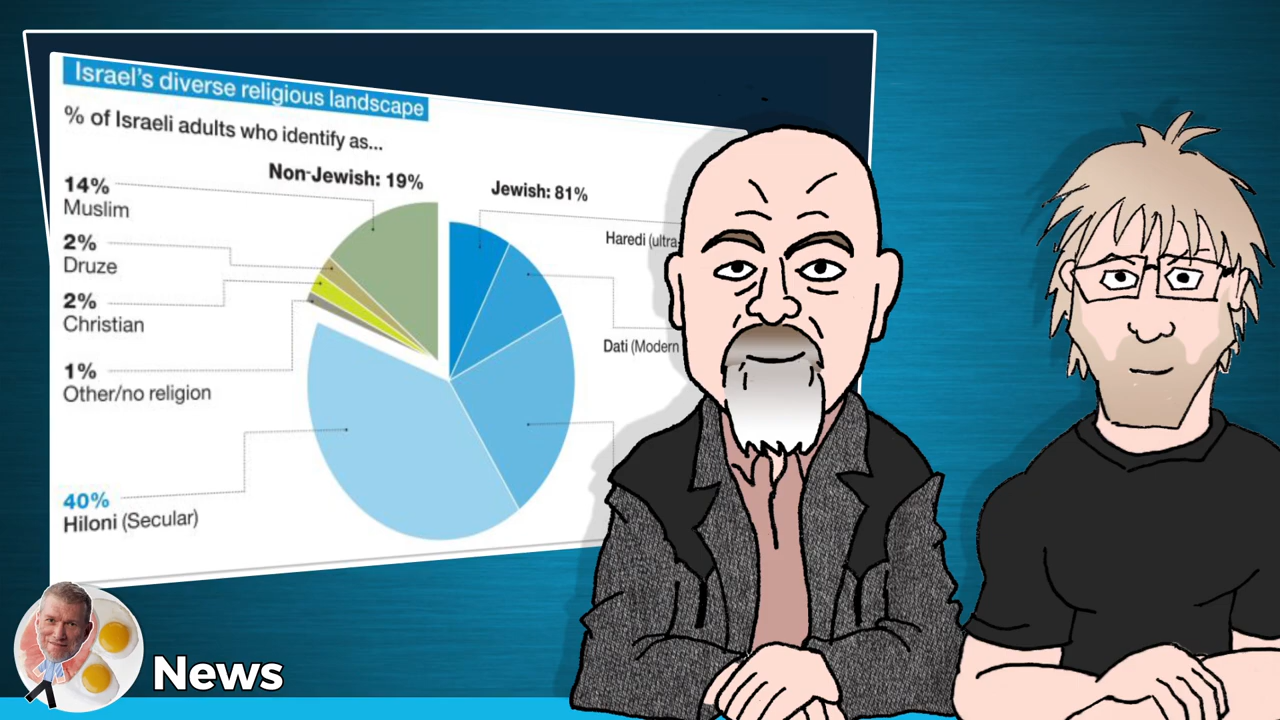 Israel's diverse religious landscape
% of Israeli adults who identify as...
Non-Jewish: 19%
Jewish: 81%
14%
Muslim
2%
Druze
2%
Christian
1%
Other/no religion
40%
Hiloni (Secular)
Haredi (ultra-
Dati (Modern
News